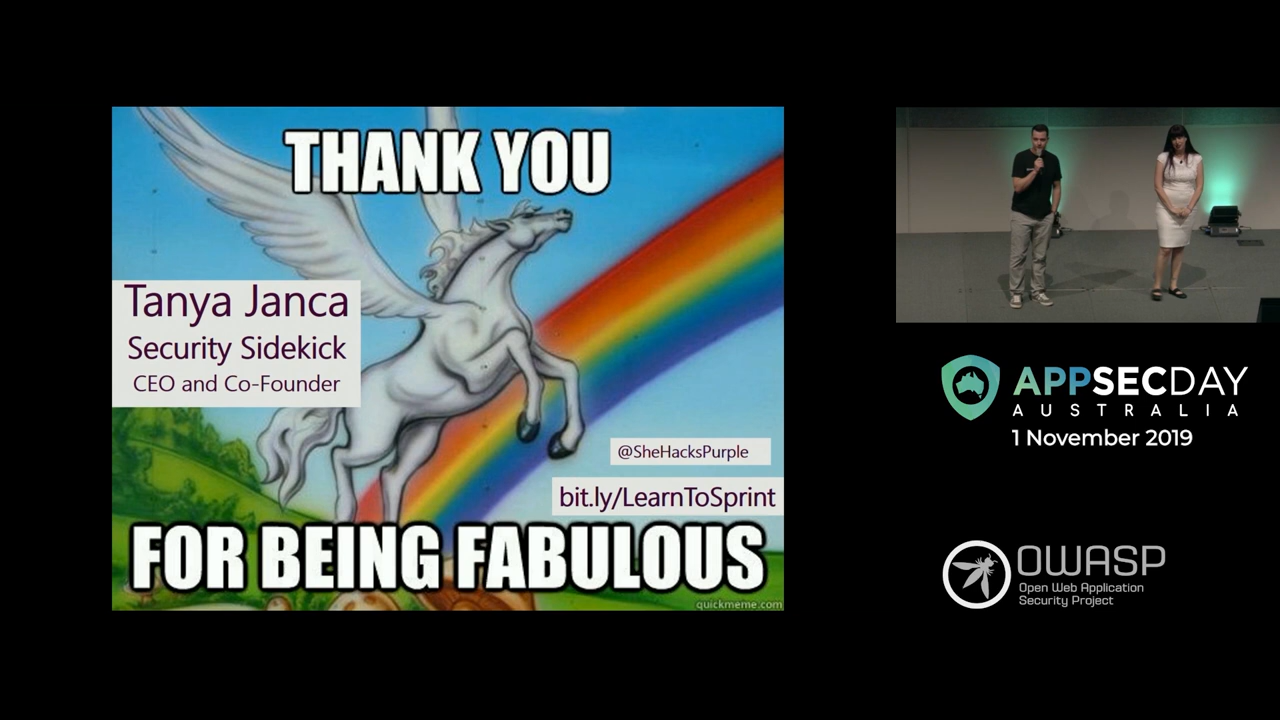 THANK YOU
Tanya Janca
Security Sidekick
CEO and Co-Founder
@SheHacksPurple
bit.ly/LearnToSprint
FOR BEING FABULOUS
quickmeme.com
APPSECDAY
AUSTRALIA
1 November 2019
OWASP
Open Web Application
Security Project